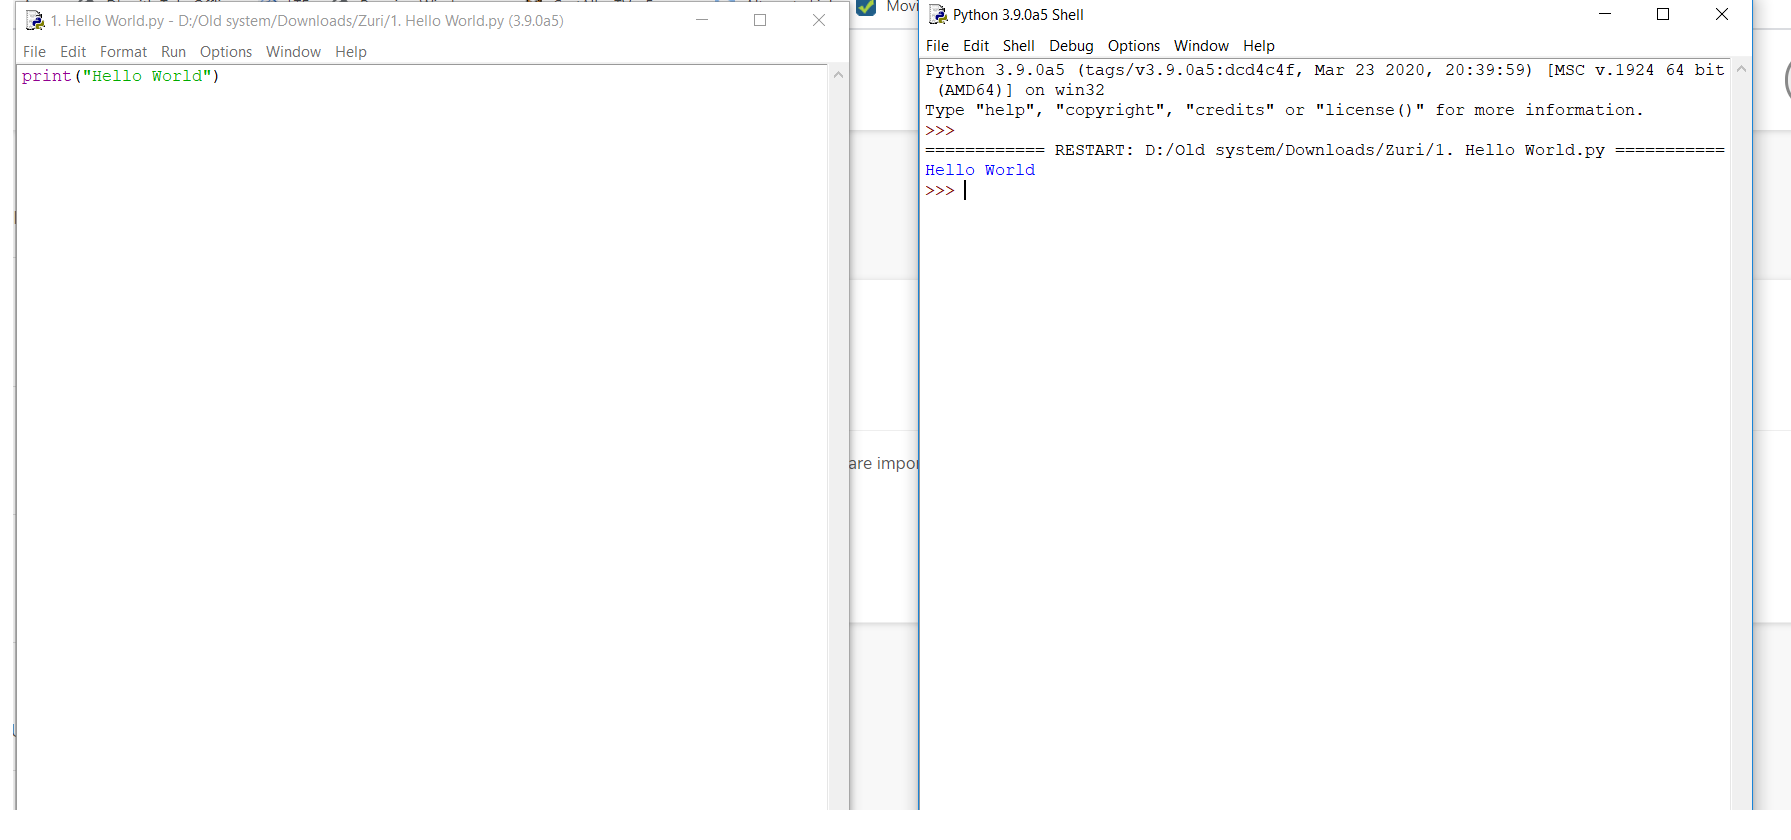 Movi
1. Hello World.py - D:/Old system/Downloads/Zuri/1. Hello World.py (3.9.0a5)
File Edit Format Run Options Window Help
print("Hello World")
Python 3.9.0a5 Shell
File Edit Shell Debug Options Window Help
Python 3.9.0a5 (tags/v3.9.0a5:dcd4c4f, Mar 23 2020, 20:39:59) [MSC v.1924 64 bit
(AMD64)] on win32
Type "help", "copyright", "credits" or "license()" for more information.
>>>
============ RESTART: D:/Old system/Downloads/Zuri/1. Hello World.py ===========
Hello World
>>>
are impor